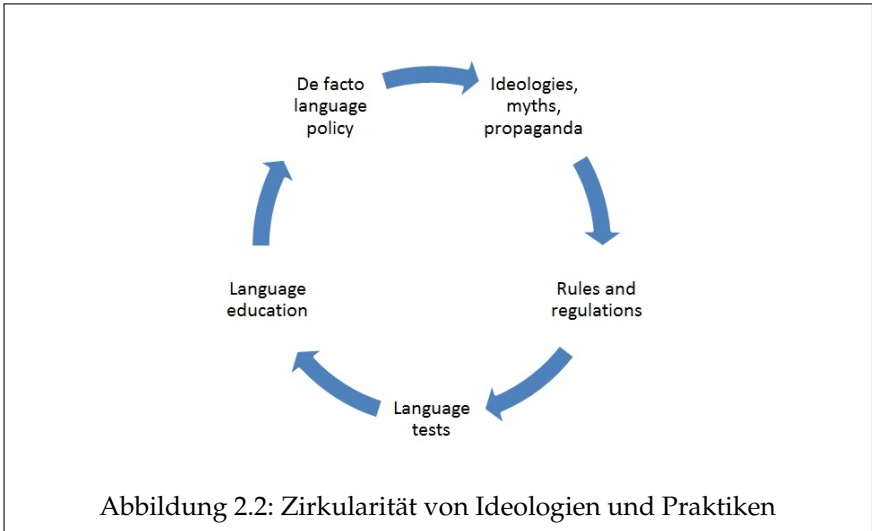 De facto
language
policy
Ideologies,
myths,
propaganda
Language
education
Rules and
regulations
Language
tests
Abbildung 2.2: Zirkularität von Ideologien und Praktiken